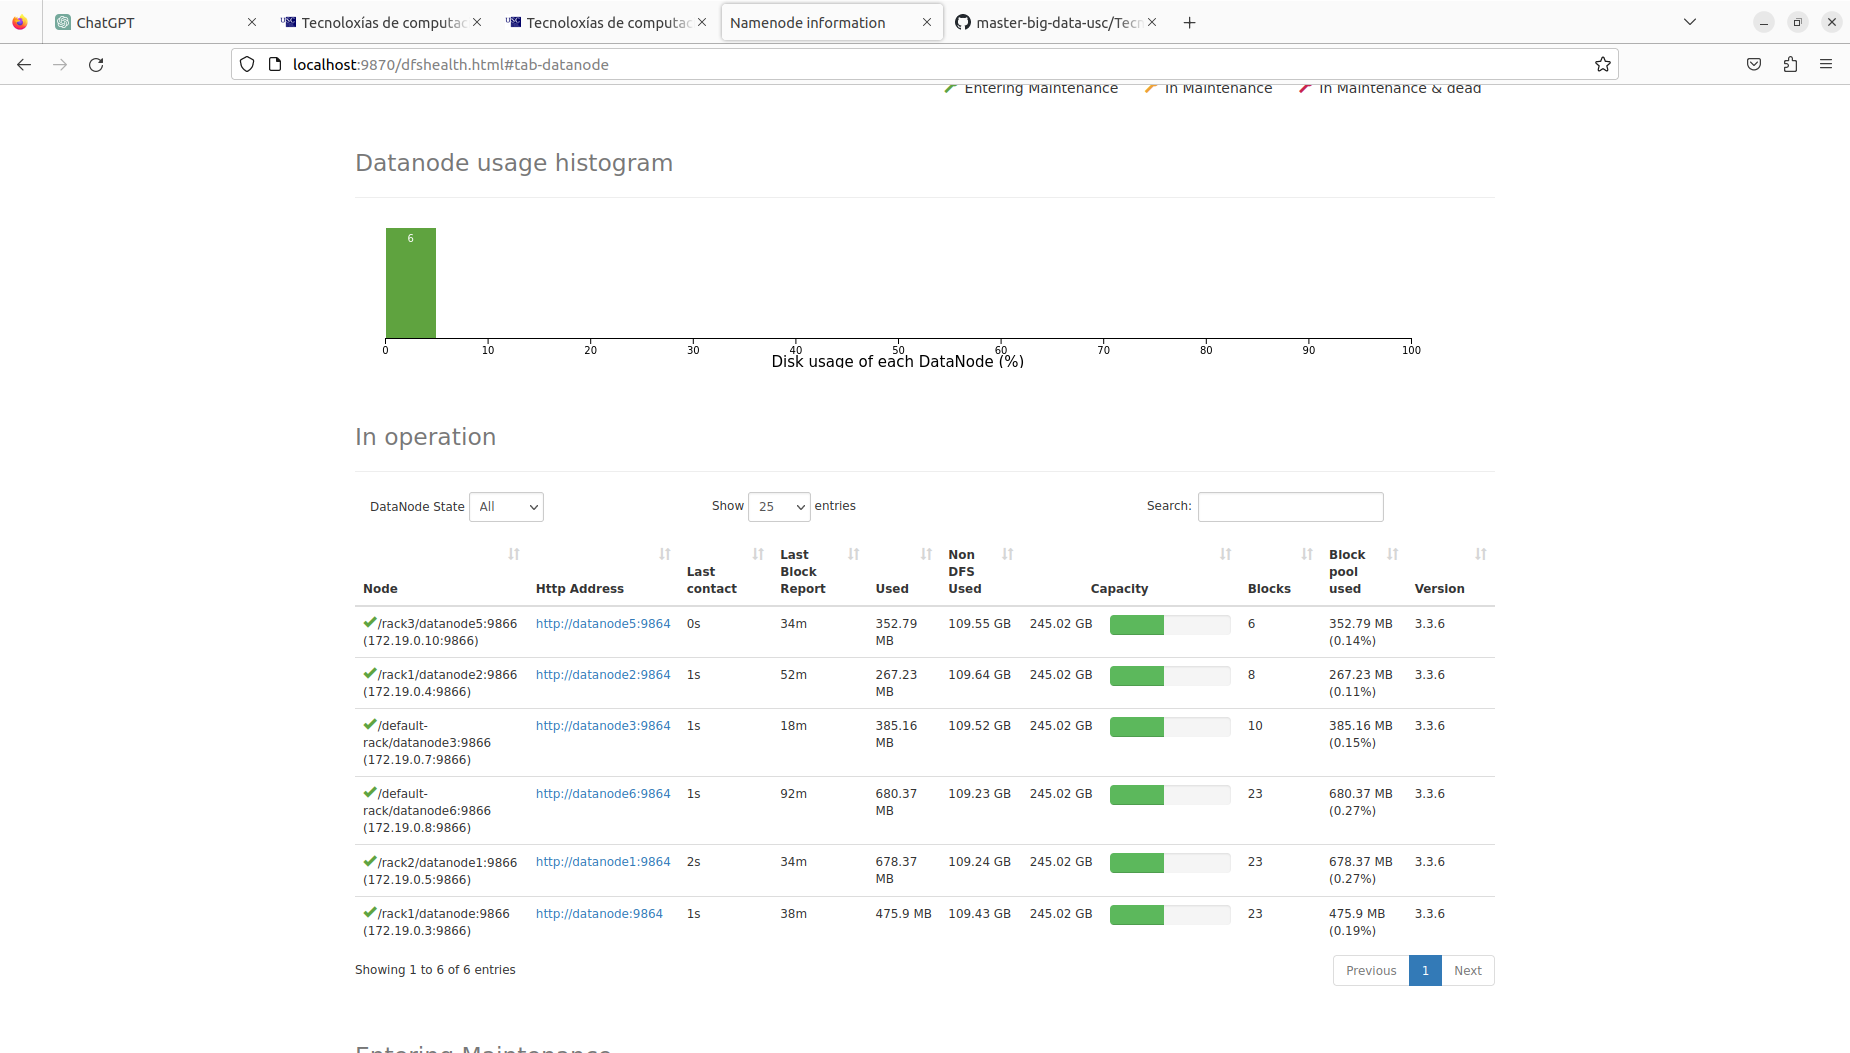 ChatGPT
Tecnoloxías de computac
Tecnoloxías de computac
Namenode information
master-big-data-usc/Tecn
localhost:9870/dfshealth.html#tab-datanode
Entering Maintenance In Maintenance In Maintenance & dead
Datanode usage histogram
6
0 10 20 30 40 50 60 70 80 90 100
Disk usage of each DataNode (%)
In operation
DataNode State All Show 25 entries Search:
Node Http Address Last contact Last Block Report Used Non DFS Used Capacity Blocks Block pool used Version
/rack3/datanode5:9866 http://datanode5:9864 0s 34m 352.79 109.55 GB 245.02 GB 6 352.79 MB 3.3.6
(172.19.0.10:9866) MB (0.14%)
/rack1/datanode2:9866 http://datanode2:9864 1s 52m 267.23 109.64 GB 245.02 GB 8 267.23 MB 3.3.6
(172.19.0.4:9866) MB (0.11%)
/default- http://datanode3:9864 1s 18m 385.16 109.52 GB 245.02 GB 10 385.16 MB 3.3.6
rack/datanode3:9866 MB (0.15%)
(172.19.0.7:9866)
/default- http://datanode6:9864 1s 92m 680.37 109.23 GB 245.02 GB 23 680.37 MB 3.3.6
rack/datanode6:9866 MB (0.27%)
(172.19.0.8:9866)
/rack2/datanode1:9866 http://datanode1:9864 2s 34m 678.37 109.24 GB 245.02 GB 23 678.37 MB 3.3.6
(172.19.0.5:9866) MB (0.27%)
/rack1/datanode:9866 http://datanode:9864 1s 38m 475.9 MB 109.43 GB 245.02 GB 23 475.9 MB 3.3.6
(172.19.0.3:9866) (0.19%)
Showing 1 to 6 of 6 entries Previous 1 Next
Entering Maintenance